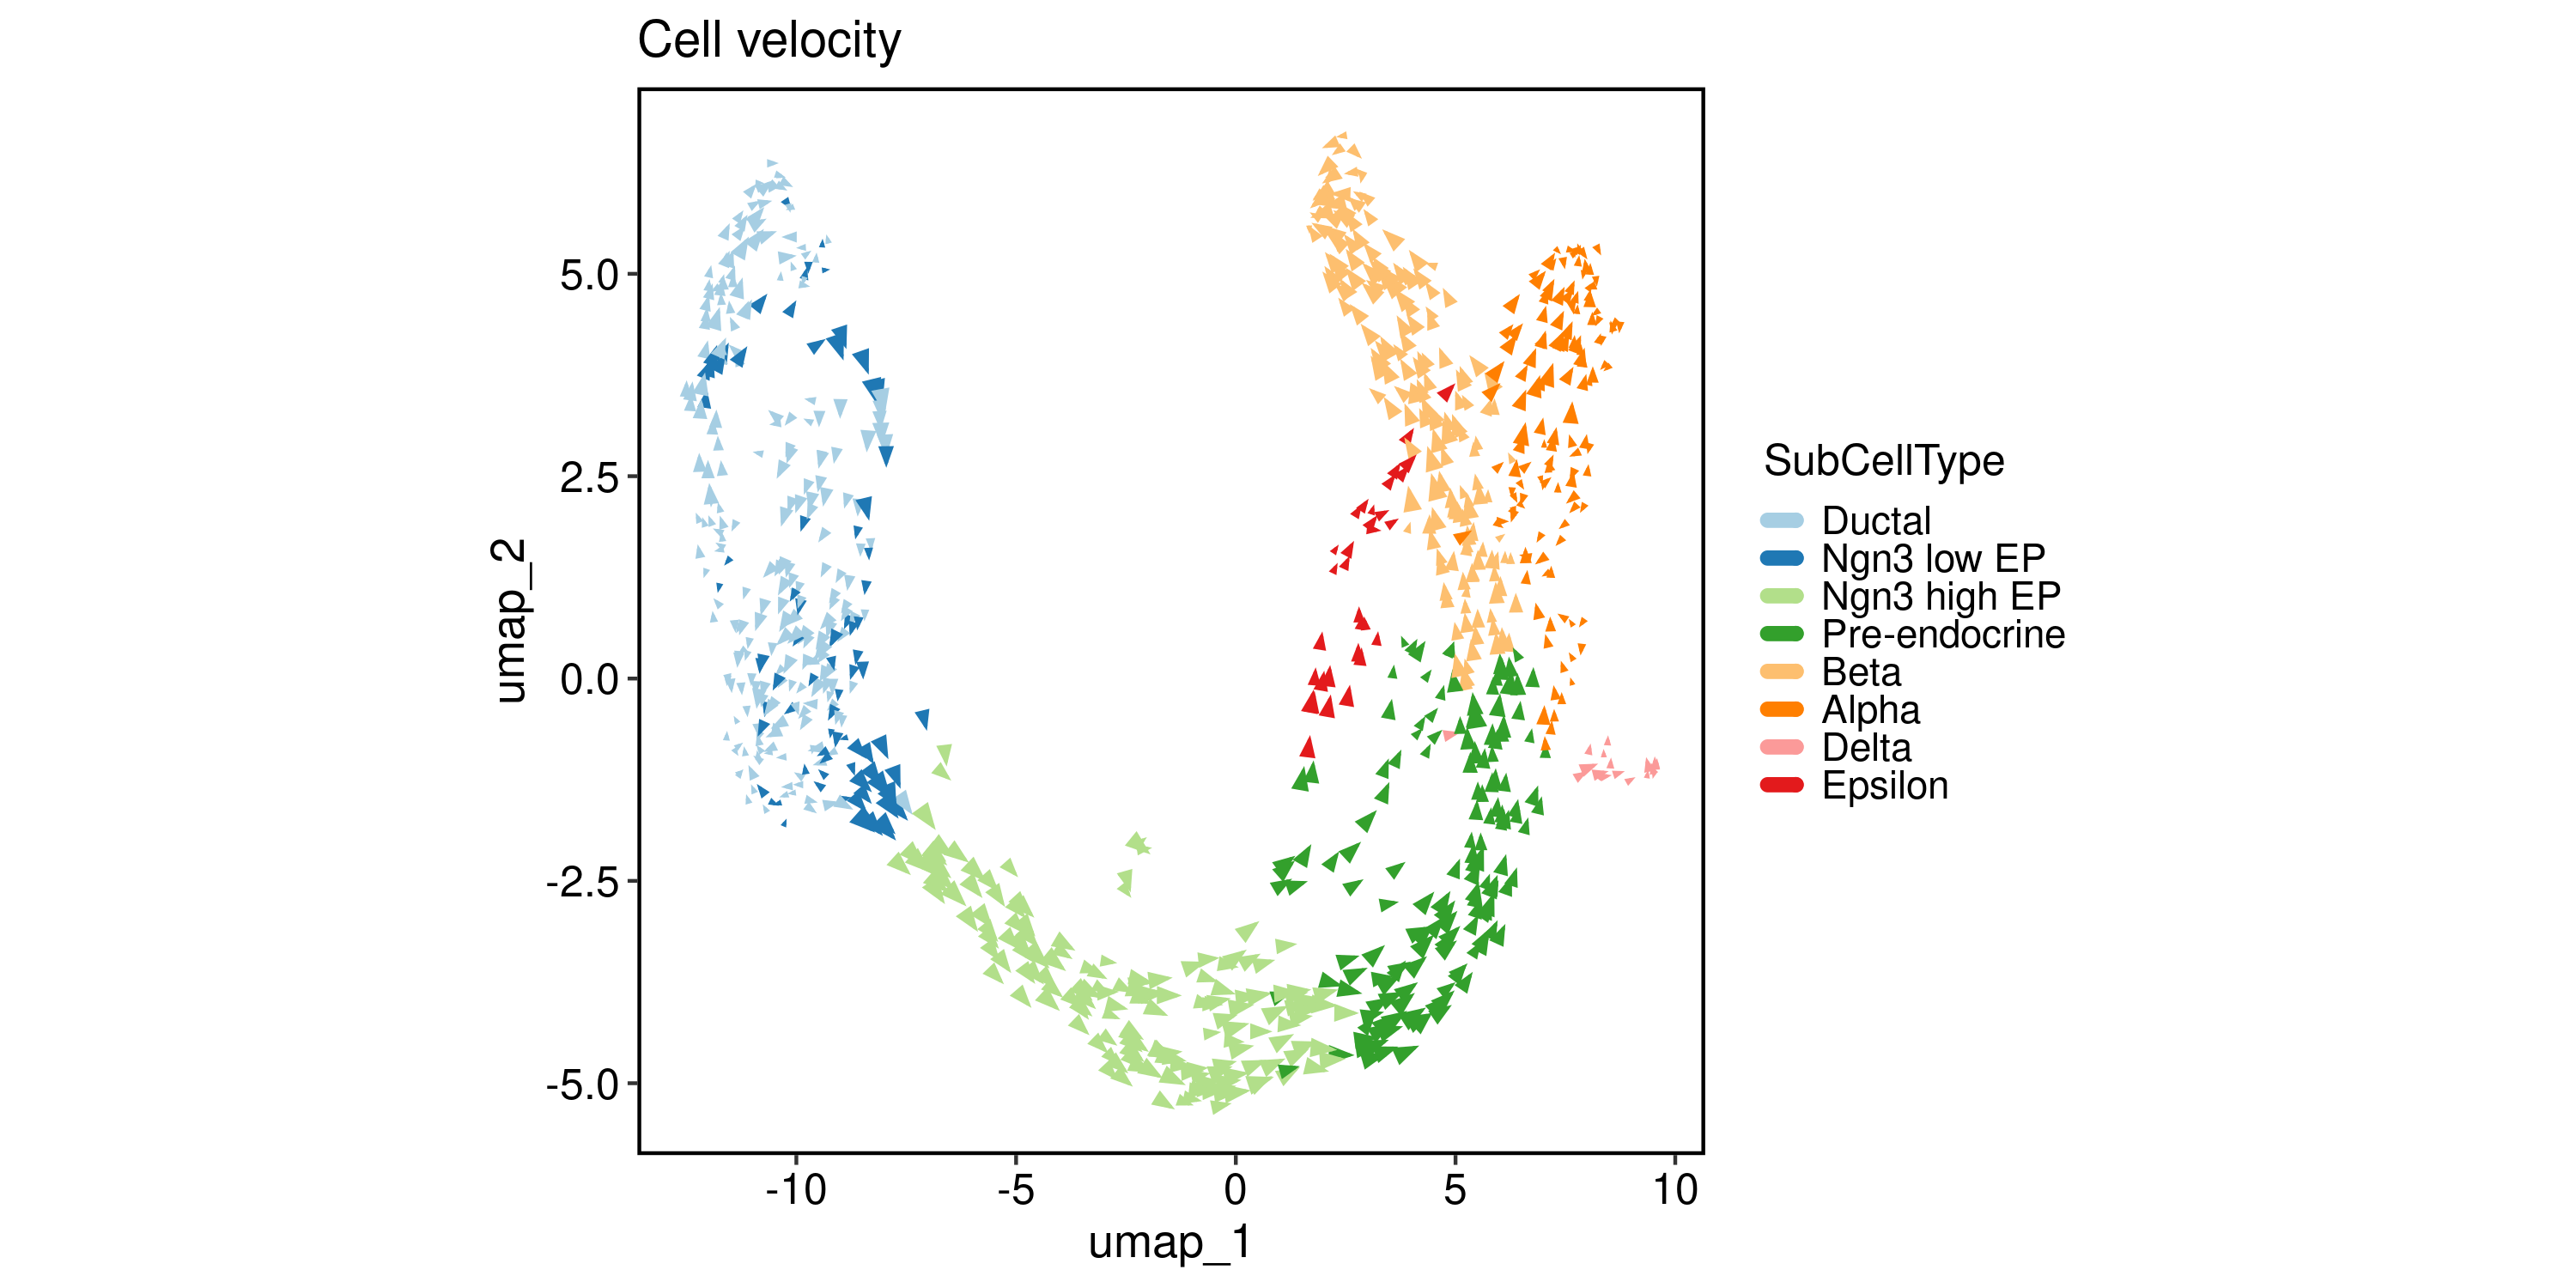 Cell velocity
5.0
2.5
0.0
-2.5
-5.0
umap_2
-10 -5 0 5 10
umap_1
SubCellType
Ductal
Ngn3 low EP
Ngn3 high EP
Pre-endocrine
Beta
Alpha
Delta
Epsilon